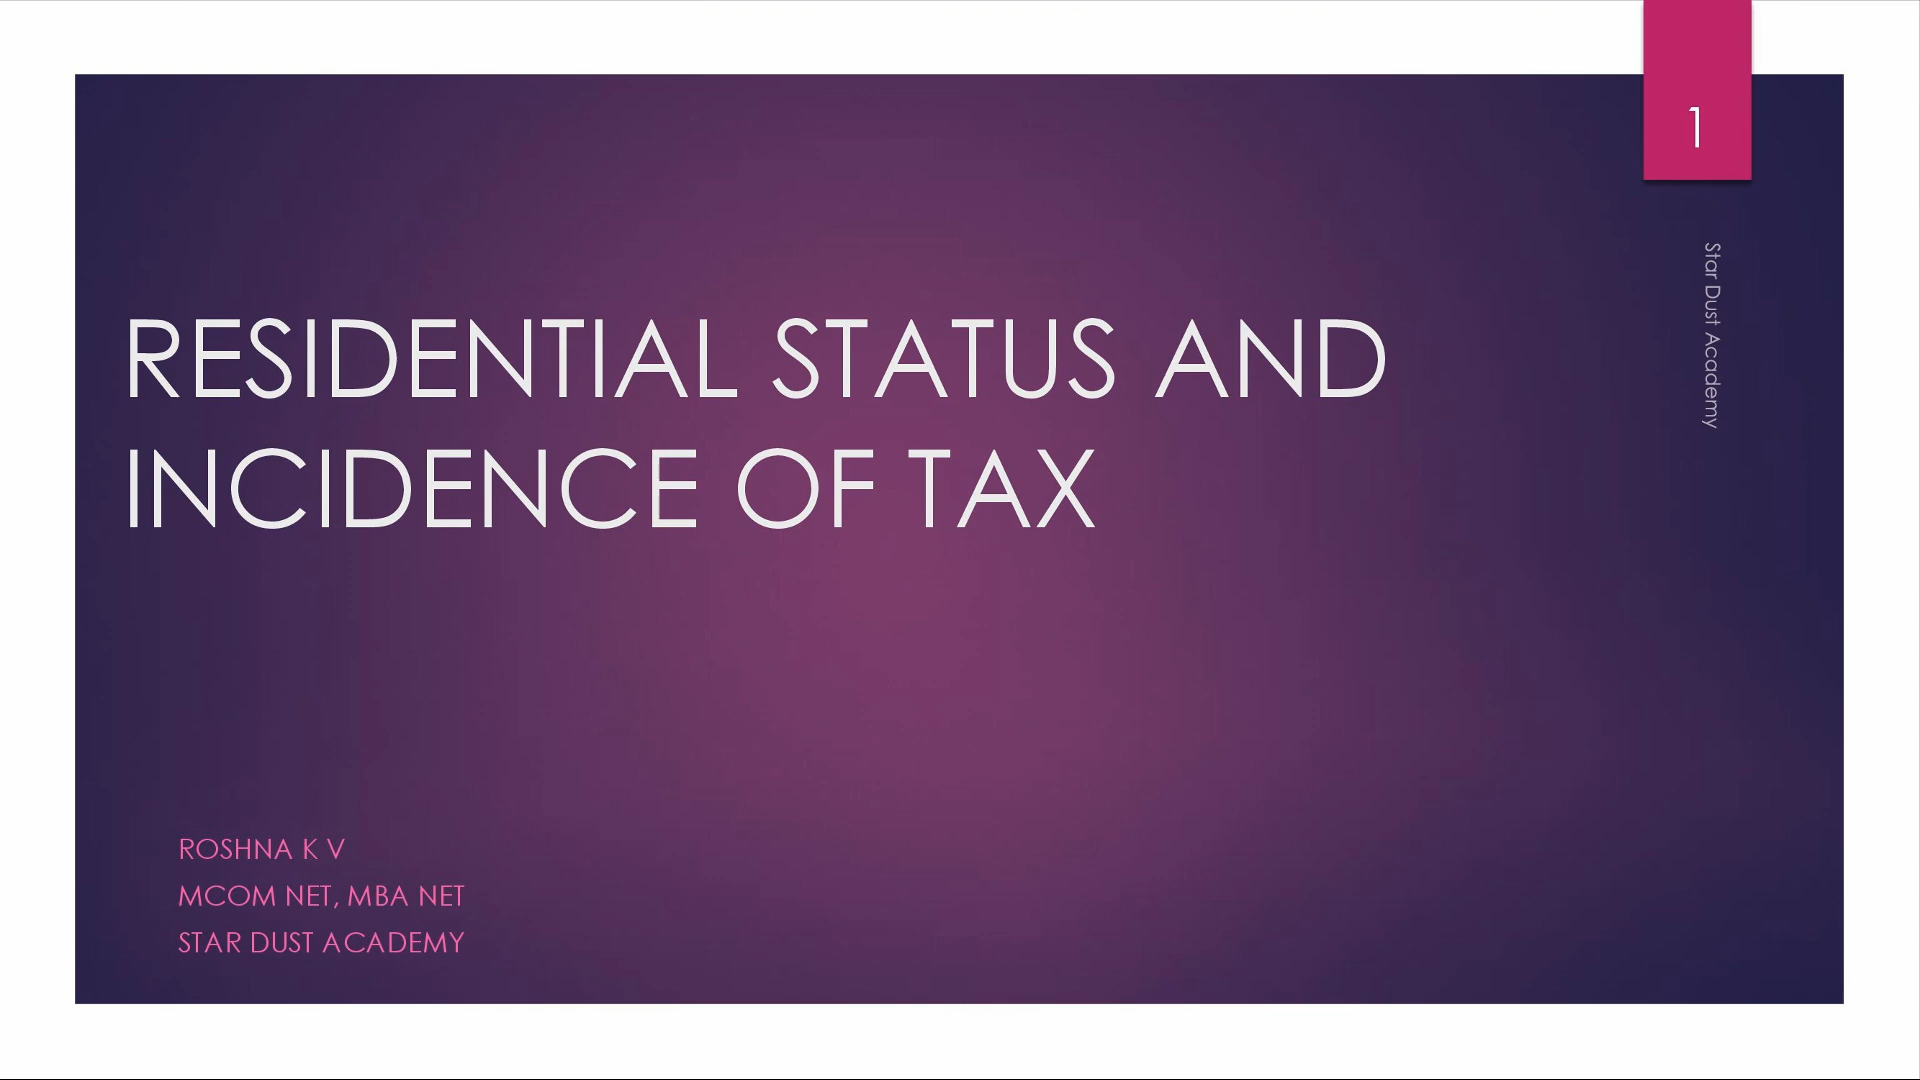 1
Star Dust Academy
RESIDENTIAL STATUS AND
INCIDENCE OF TAX
ROSHNA K V
MCOM NET, MBA NET
STAR DUST ACADEMY